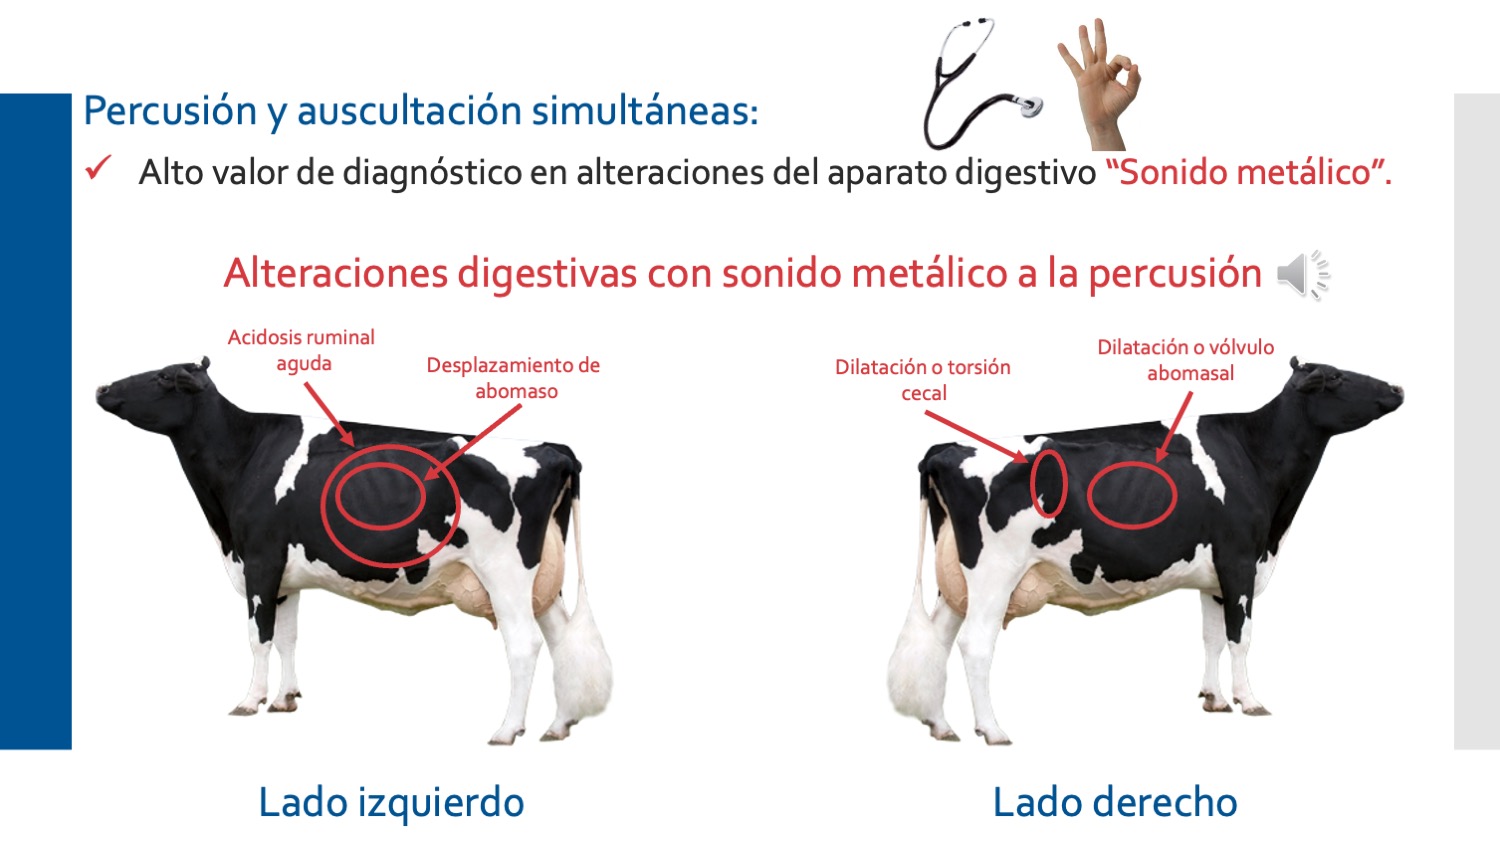 Percusión y auscultación simultáneas:
✓ Alto valor de diagnóstico en alteraciones del aparato digestivo “Sonido metálico”.
Alteraciones digestivas con sonido metálico a la percusión
Acidosis ruminal
aguda
Desplazamiento de
abomaso
Dilatación o torsión
cecal
Dilatación o vólvulo
abomasal
Lado izquierdo
Lado derecho